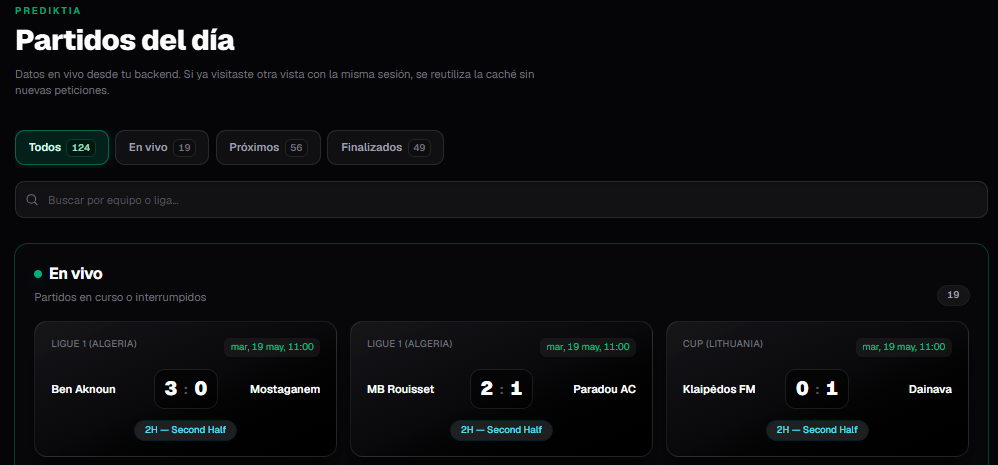 PREDIKTIA
Partidos del día
Datos en vivo desde tu backend. Si ya visitaste otra vista con la misma sesión, se reutiliza la caché sin
nuevas peticiones.
Todos 124 En vivo 19 Próximos 56 Finalizados 49
Buscar por equipo o liga...
En vivo
Partidos en curso o interrumpidos
19
LIGUE 1 (ALGERIA) mar, 19 may, 11:00
Ben Aknoun 3 : 0 Mostaganem
2H — Second Half
LIGUE 1 (ALGERIA) mar, 19 may, 11:00
MB Rouisset 2 : 1 Paradou AC
2H — Second Half
CUP (LITHUANIA) mar, 19 may, 11:00
Klaipėdos FM 0 : 1 Dainava
2H — Second Half